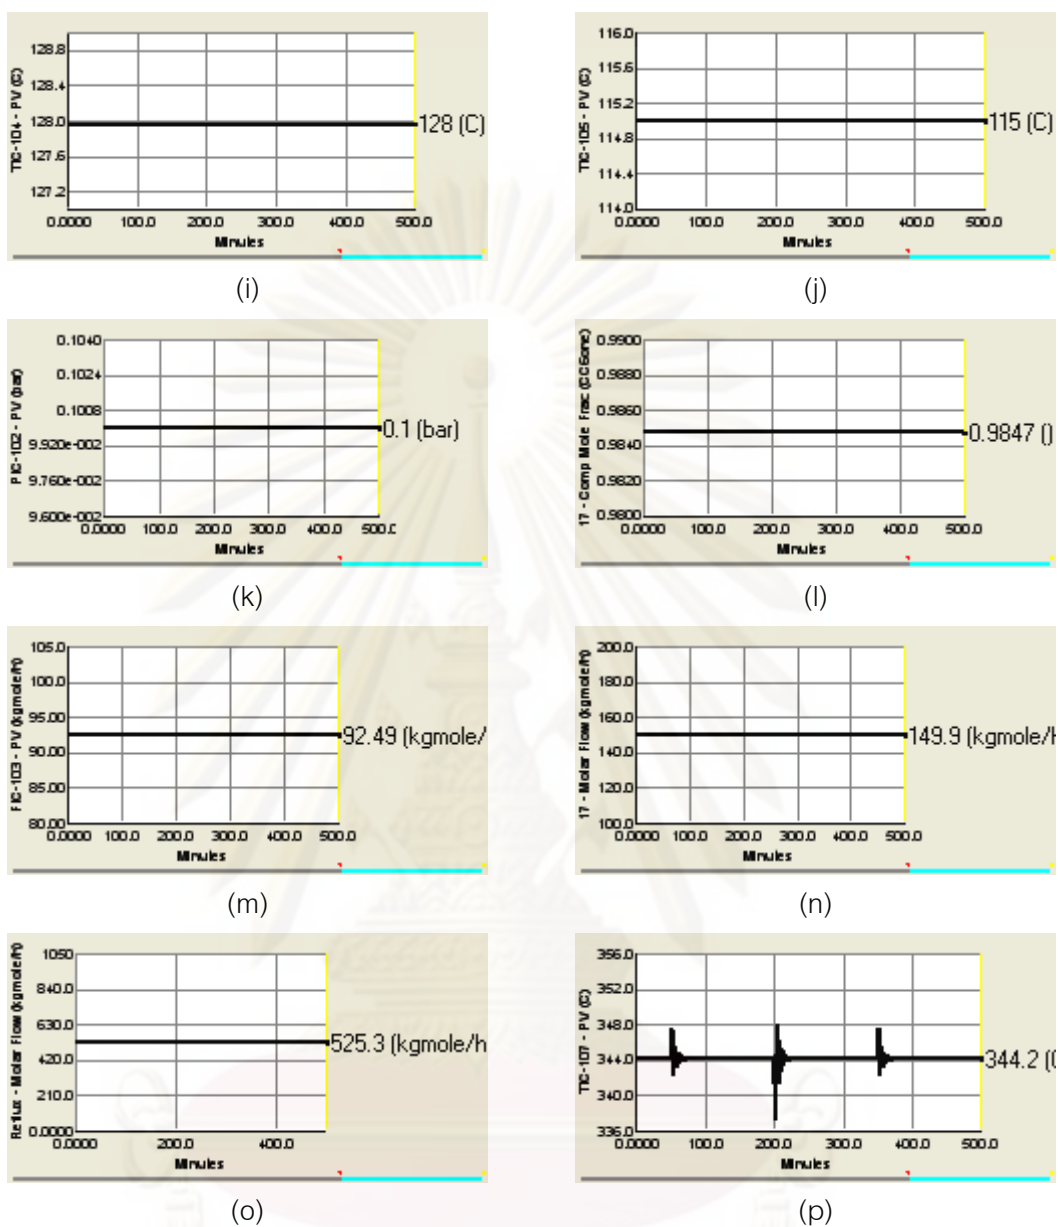 TIC-104 - PV (C)
128.8
128.4
128.0
127.6
127.2
0.0000 100.0 200.0 300.0 400.0 500.0
Minutes
128 (C)
(i)
TIC-105 - PV (C)
116.0
115.6
115.2
114.8
114.4
114.0
0.0000 100.0 200.0 300.0 400.0 500.0
Minutes
115 (C)
(j)
PIC-102 - PV (bar)
0.1040
0.1024
0.1008
9.920e-002
9.760e-002
9.600e-002
0.0000 100.0 200.0 300.0 400.0 500.0
Minutes
0.1 (bar)
(k)
17 - Comp Mole Frac (CC6one)
0.9900
0.9880
0.9860
0.9840
0.9820
0.9800
0.0000 100.0 200.0 300.0 400.0 500.0
Minutes
0.9847 ()
(l)
FIC-103 - PV (kgmole/h)
105.0
100.0
95.00
90.00
85.00
80.00
0.0000 100.0 200.0 300.0 400.0 500.0
Minutes
92.49 (kgmole/
(m)
17 - Molar Flow (kgmole/h)
200.0
180.0
160.0
140.0
120.0
100.0
0.0000 100.0 200.0 300.0 400.0 500.0
Minutes
149.9 (kgmole/h
(n)
Reflux - Molar Flow (kgmole/h)
1050
840.0
630.0
420.0
210.0
0.0000
0.0000 200.0 400.0
Minutes
525.3 (kgmole/h
(o)
TIC-107 - PV (C)
356.0
352.0
348.0
344.0
340.0
336.0
0.0000 100.0 200.0 300.0 400.0 500.0
Minutes
344.2 (C
(p)